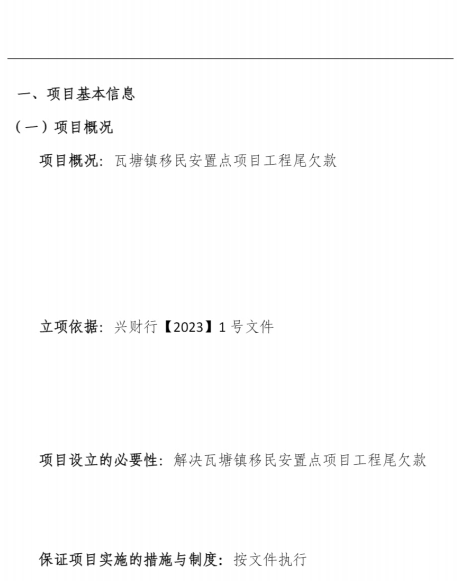 一、项目基本信息
（一）项目概况
项目概况：瓦塘镇移民安置点项目工程尾欠款
立项依据：兴财行【2023】1号文件
项目设立的必要性：解决瓦塘镇移民安置点项目工程尾欠款
保证项目实施的措施与制度：按文件执行